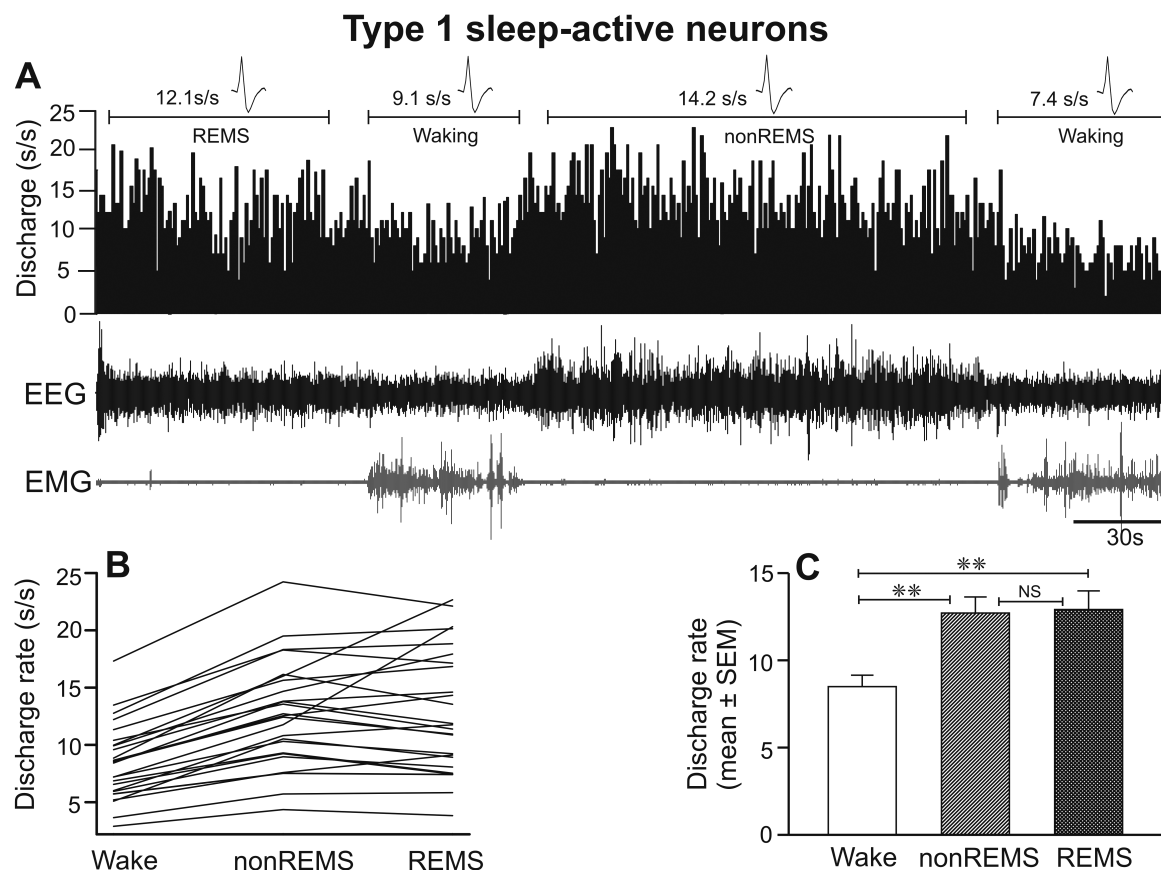 Type 1 sleep-active neurons
A
12.1s/s
9.1 s/s
14.2 s/s
7.4 s/s
REMS
Waking
nonREMS
Waking
Discharge (s/s)
25
20
15
10
5
0
EEG
EMG
30s
B
Discharge rate (s/s)
25
20
15
10
5
Wake
nonREMS
REMS
C
Discharge rate
(mean ± SEM)
15
10
5
0
**
**
NS
Wake
nonREMS
REMS